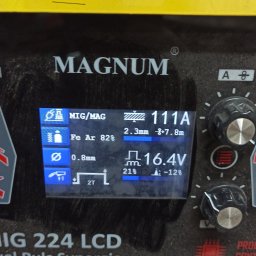 MAGNUM®
A
MIG/MAG 111A
Fe Ar 82% 2.3mm 7.8m
0.8mm 16.4V
2T 21% -12%
MIG 224 LCD